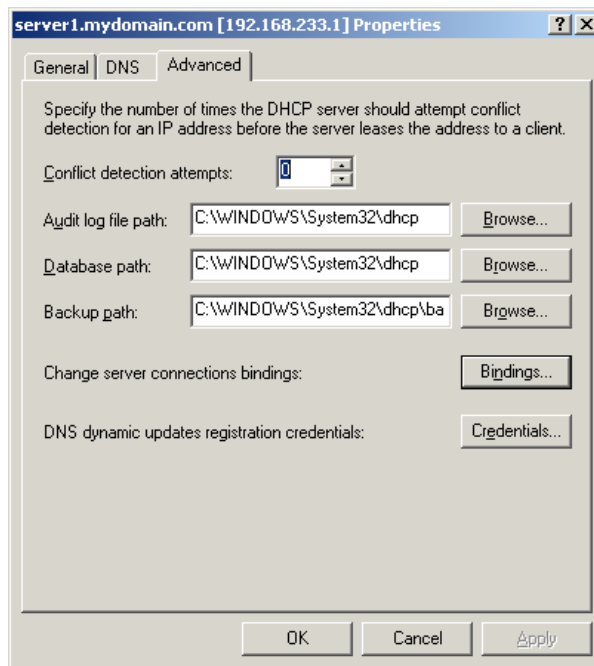 server1.mydomain.com [192.168.233.1] Properties
General DNS Advanced
Specify the number of times the DHCP server should attempt conflict
detection for an IP address before the server leases the address to a client.
Conflict detection attempts: 0
Audit log file path: C:\WINDOWS\System32\dhcp Browse...
Database path: C:\WINDOWS\System32\dhcp Browse...
Backup path: C:\WINDOWS\System32\dhcp\ba Browse...
Change server connections bindings: Bindings...
DNS dynamic updates registration credentials: Credentials...
OK Cancel Apply